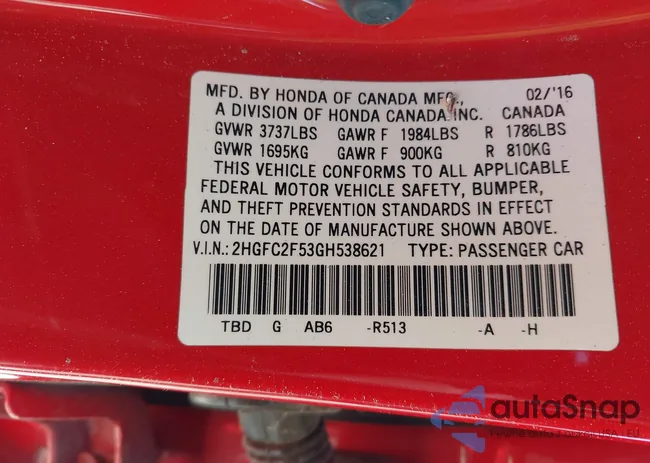 MFD. BY HONDA OF CANADA MFG., 02/'16
A DIVISION OF HONDA CANADA INC. CANADA
GVWR 3737LBS GAWR F 1984LBS R 1786LBS
GVWR 1695KG GAWR F 900KG R 810KG
THIS VEHICLE CONFORMS TO ALL APPLICABLE
FEDERAL MOTOR VEHICLE SAFETY, BUMPER,
AND THEFT PREVENTION STANDARDS IN EFFECT
ON THE DATE OF MANUFACTURE SHOWN ABOVE.
V.I.N.: 2HGFC2F53GH538621 TYPE: PASSENGER CAR
TBD G AB6 -R513 -A -H
autoSnap